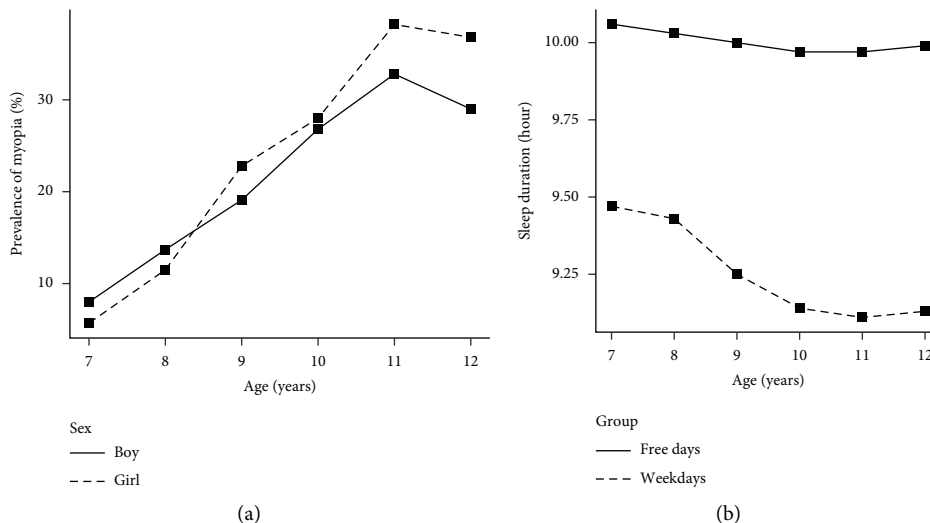 Prevalence of myopia (%)
30
20
10
7 8 9 10 11 12
Age (years)
Sex
Boy
Girl
(a)
Sleep duration (hour)
10.00
9.75
9.50
9.25
7 8 9 10 11 12
Age (years)
Group
Free days
Weekdays
(b)